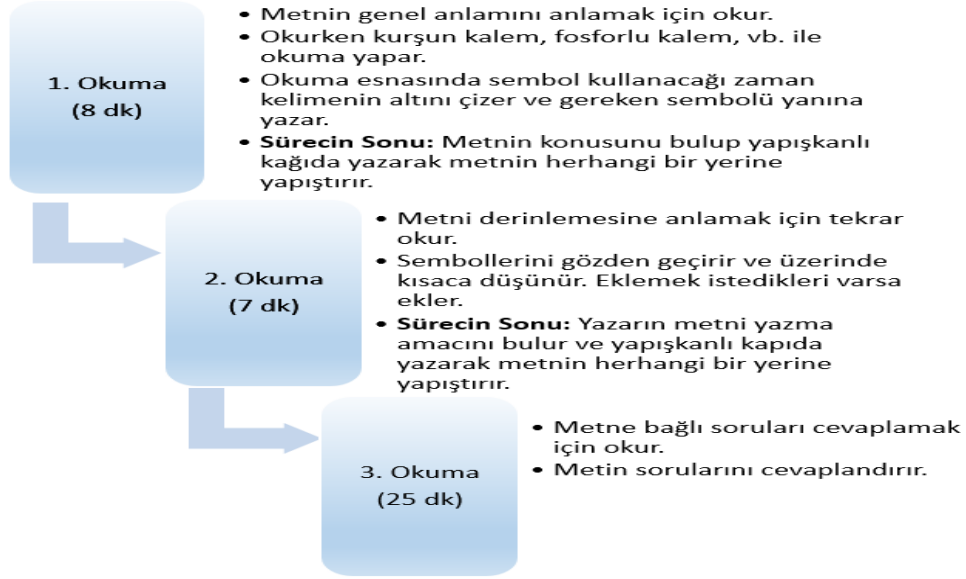 1. Okuma
(8 dk)
• Metnin genel anlamını anlamak için okur.
• Okurken kurşun kalem, fosforlu kalem, vb. ile
okuma yapar.
• Okuma esnasında sembol kullanacağı zaman
kelimenin altını çizer ve gereken sembolü yanına
yazar.
• Sürecin Sonu: Metnin konusunu bulup yapışkanlı
kağıda yazarak metnin herhangi bir yerine
yapıştırır.
2. Okuma
(7 dk)
• Metni derinlemesine anlamak için tekrar
okur.
• Sembollerini gözden geçirir ve üzerinde
kısaca düşünür. Eklemek istedikleri varsa
ekler.
• Sürecin Sonu: Yazarın metni yazma
amacını bulur ve yapışkanlı kapıda
yazarak metnin herhangi bir yerine
yapıştırır.
3. Okuma
(25 dk)
• Metne bağlı soruları cevaplamak
için okur.
• Metin sorularını cevaplandırır.